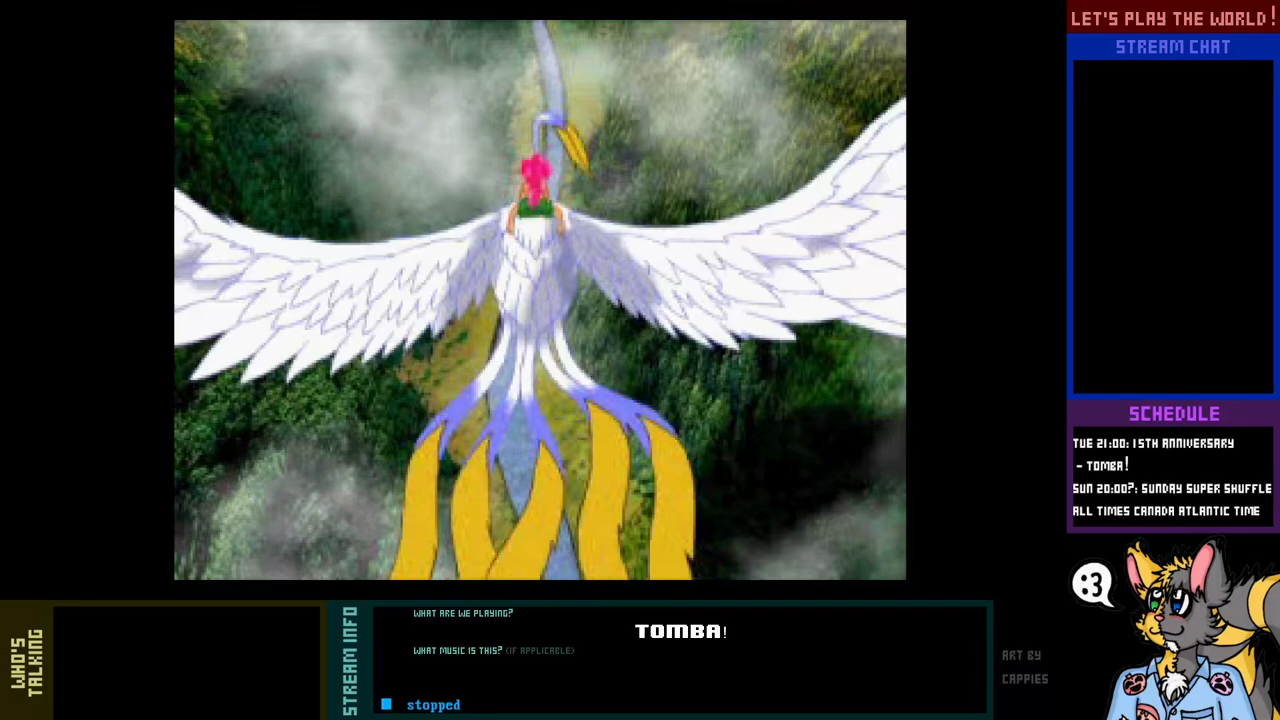 LET'S PLAY THE WORLD!
STREAM CHAT
SCHEDULE
TUE 21:00: 15TH ANNIVERSARY
- TOMBA!
SUN 20:00?: SUNDAY SUPER SHUFFLE
ALL TIMES CANADA ATLANTIC TIME
:3
WHO'S TALKING
STREAM INFO
WHAT ARE WE PLAYING?
TOMBA!
WHAT MUSIC IS THIS? (IF APPLICABLE)
stopped
ART BY
CAPPIES